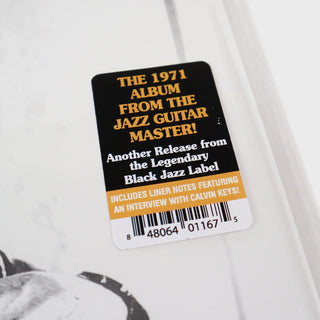 THE 1971
ALBUM
FROM THE
JAZZ GUITAR
MASTER!
Another Release from
the Legendary
Black Jazz Label
INCLUDES LINER NOTES FEATURING
AN INTERVIEW WITH CALVIN KEYS!
8 48064 01167 5